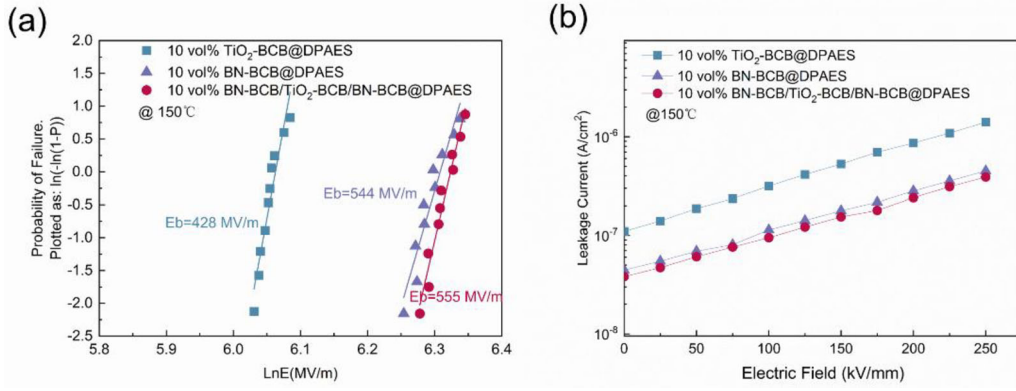 (a)
2.0
1.5
1.0
0.5
0.0
-0.5
-1.0
-1.5
-2.0
-2.5
Probability of Failure.
Plotted as: ln(-ln(1-P))
10 vol% TiO₂-BCB@DPAES
10 vol% BN-BCB@DPAES
10 vol% BN-BCB/TiO₂-BCB/BN-BCB@DPAES
@ 150℃
Eb=428 MV/m
Eb=544 MV/m
Eb=555 MV/m
5.8 5.9 6.0 6.1 6.2 6.3 6.4
LnE(MV/m)
(b)
10⁻⁶
10⁻⁷
10⁻⁸
Leakage Current (A/cm²)
10 vol% TiO₂-BCB@DPAES
10 vol% BN-BCB@DPAES
10 vol% BN-BCB/TiO₂-BCB/BN-BCB@DPAES
@150℃
0 50 100 150 200 250
Electric Field (kV/mm)